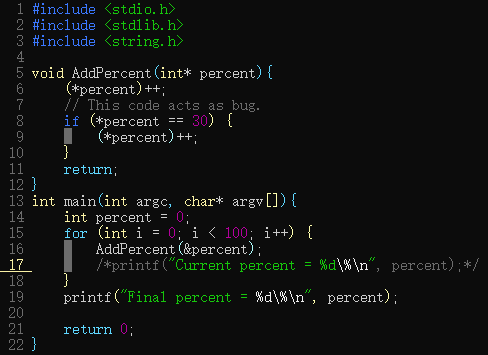 1 #include <stdio.h>
2 #include <stdlib.h>
3 #include <string.h>
4
5 void AddPercent(int* percent){
6     (*percent)++;
7     // This code acts as bug.
8     if (*percent == 30) {
9         (*percent)++;
10     }
11     return;
12 }
13 int main(int argc, char* argv[]){
14     int percent = 0;
15     for (int i = 0; i < 100; i++) {
16         AddPercent(&percent);
17         /*printf("Current percent = %d\%\n", percent);*/
18     }
19     printf("Final percent = %d\%\n", percent);
20
21     return 0;
22 }